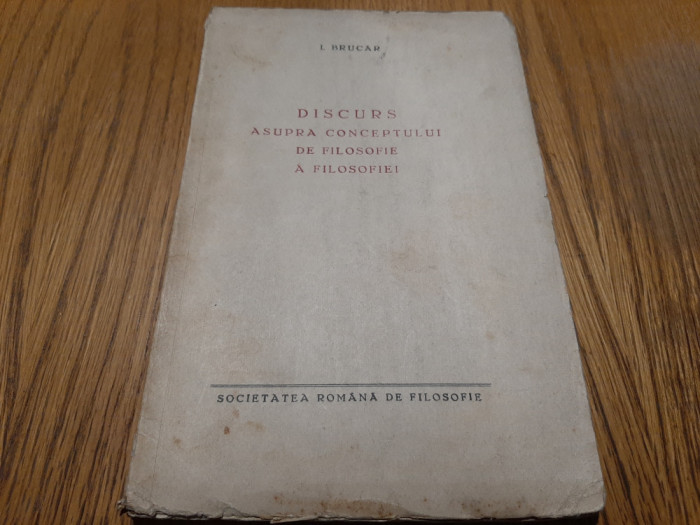 I. BRUCAR
DISCURS
ASUPRA CONCEPTULUI
DE FILOSOFIE
A FILOSOFIEI
SOCIETATEA ROMÂNĂ DE FILOSOFIE